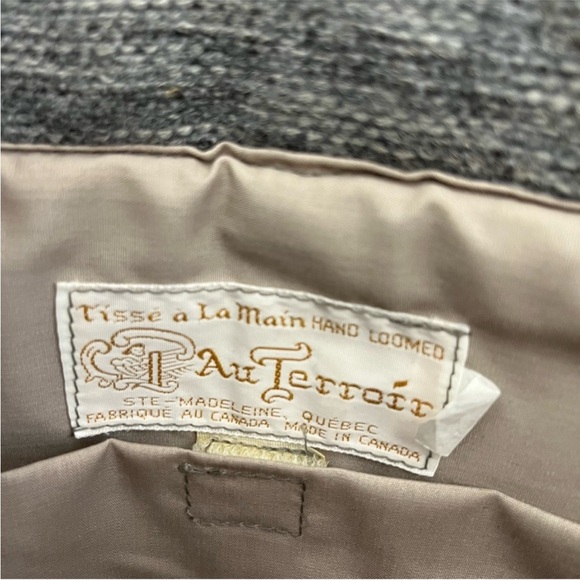 Tissé a La Main HAND LOOMED
Au Terroir
STE-MADELEINE, QUÉBEC
FABRIQUÉ AU CANADA MADE IN CANADA